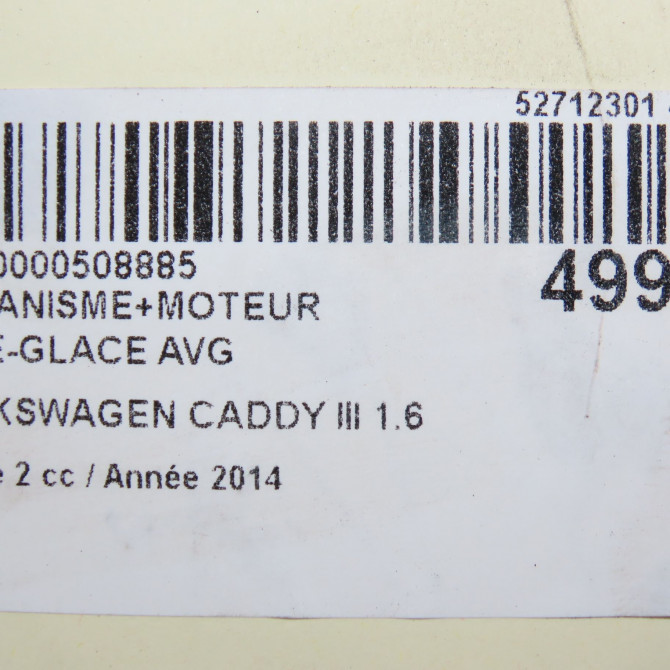 52712301
0000508885
499
ANISME+MOTEUR
E-GLACE AVG
KSWAGEN CADDY III 1.6
e 2 cc / Année 2014